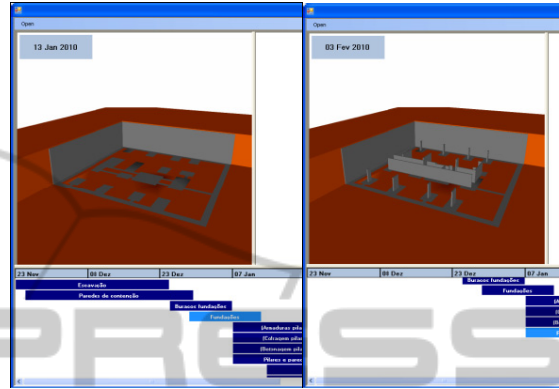 Open
13 Jan 2010
23 Nov 08 Dez 23 Dez 07 Jan
Escavação
Paredes de contenção
Buracos fundações
Fundações
(Armaduras pila
(Cofragem pila
(Betonagem pila
Pilares e pare
Open
03 Fev 2010
23 Nov 08 Dez 23 Dez 07 Jan
Buracos fundações
Fundações
PRESS